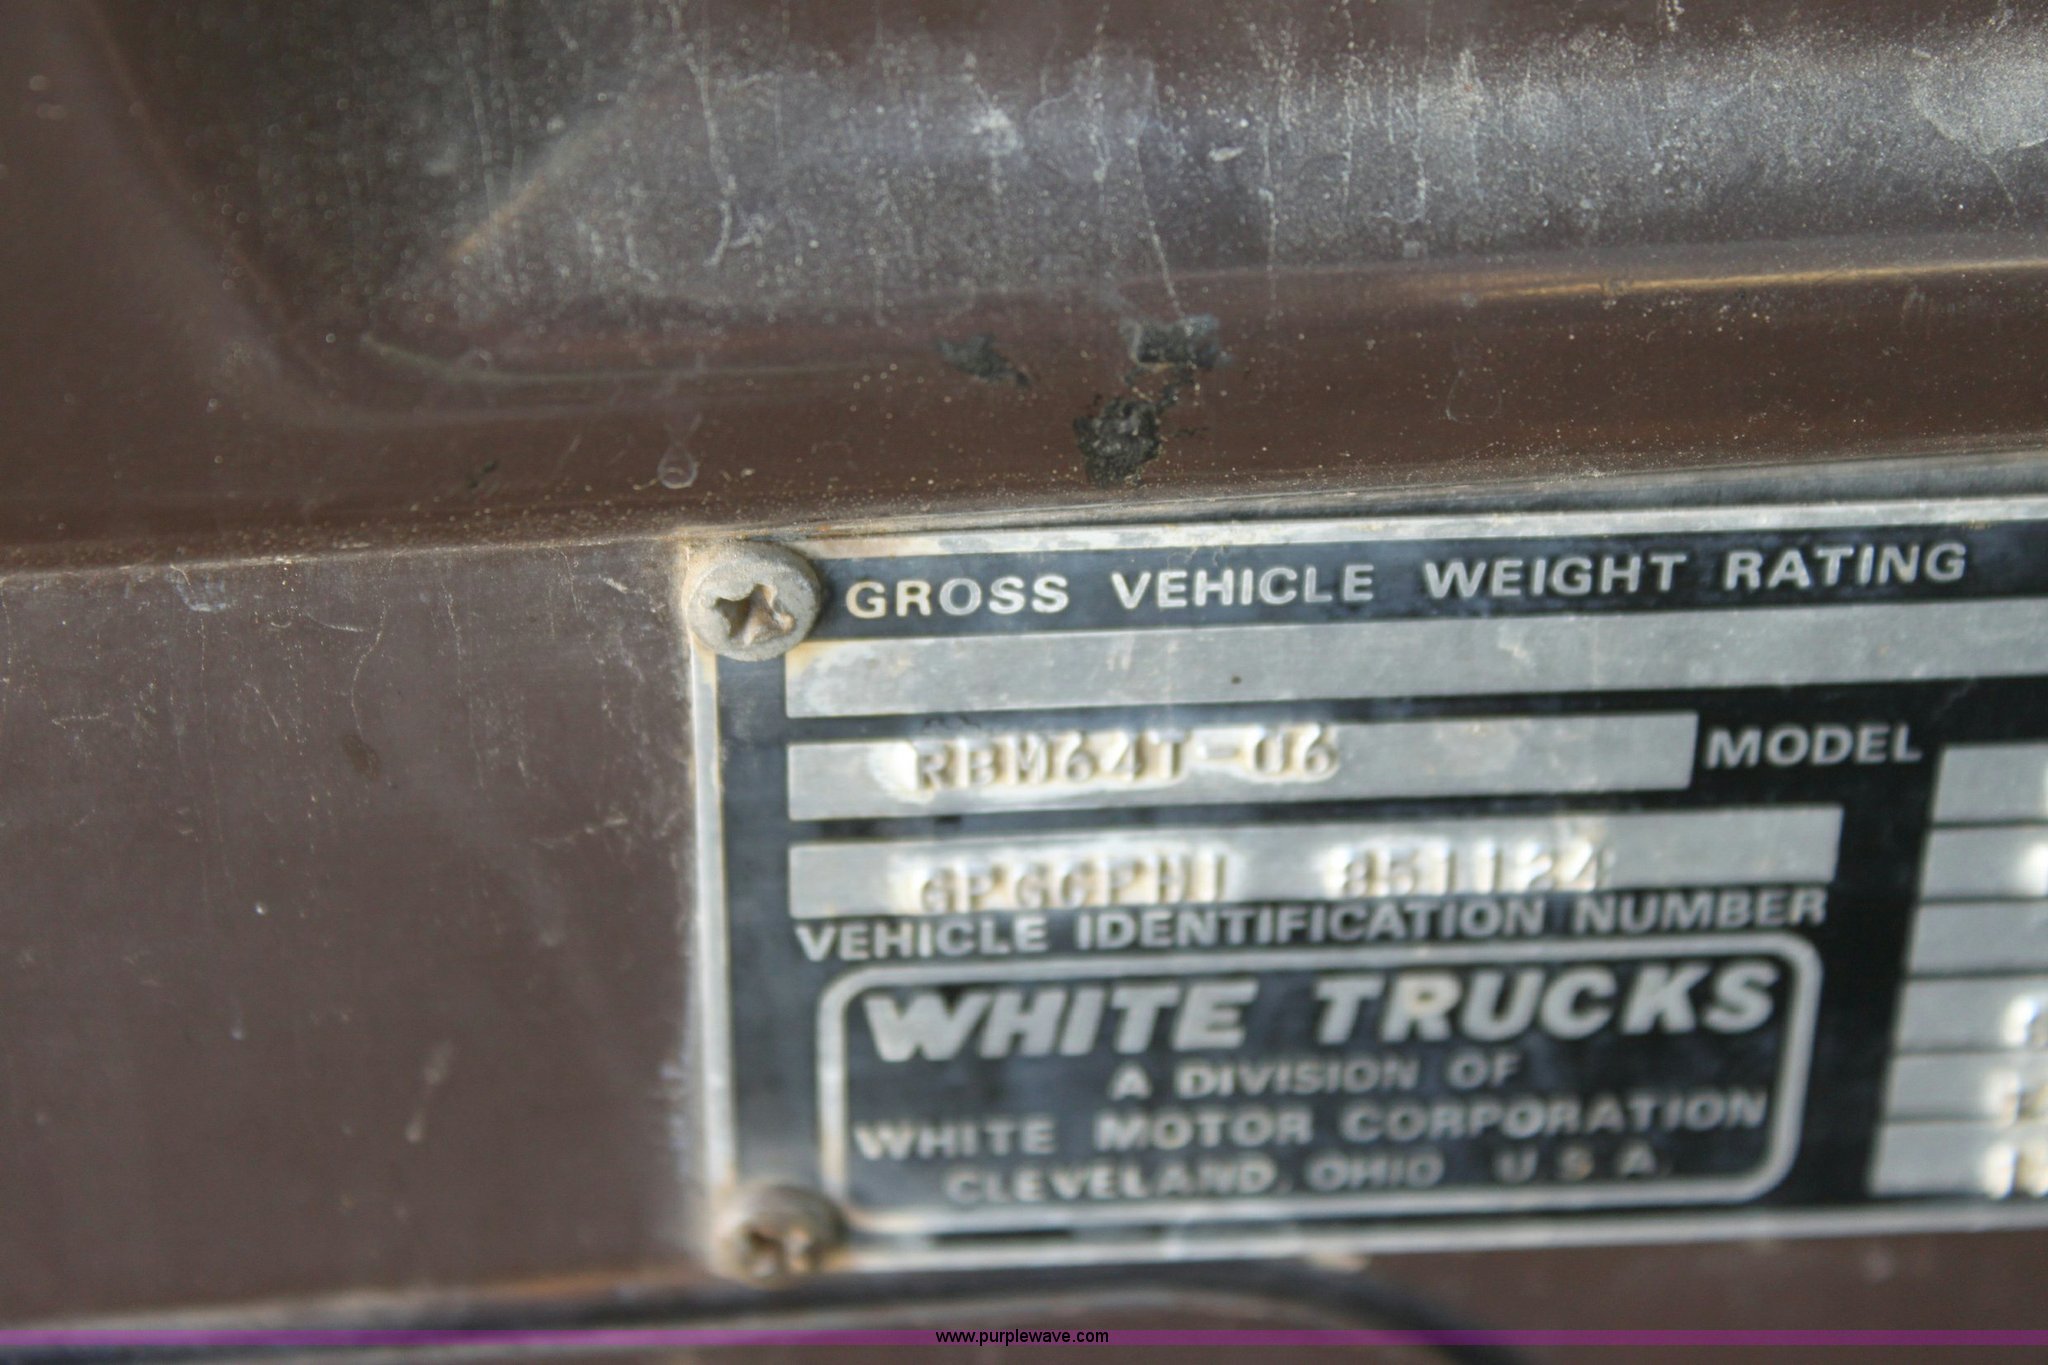 GROSS VEHICLE WEIGHT RATING
RBM64T-06 MODEL
851124
VEHICLE IDENTIFICATION NUMBER
WHITE TRUCKS
A DIVISION OF
WHITE MOTOR CORPORATION
CLEVELAND, OHIO U S A.
www.purplewave.com